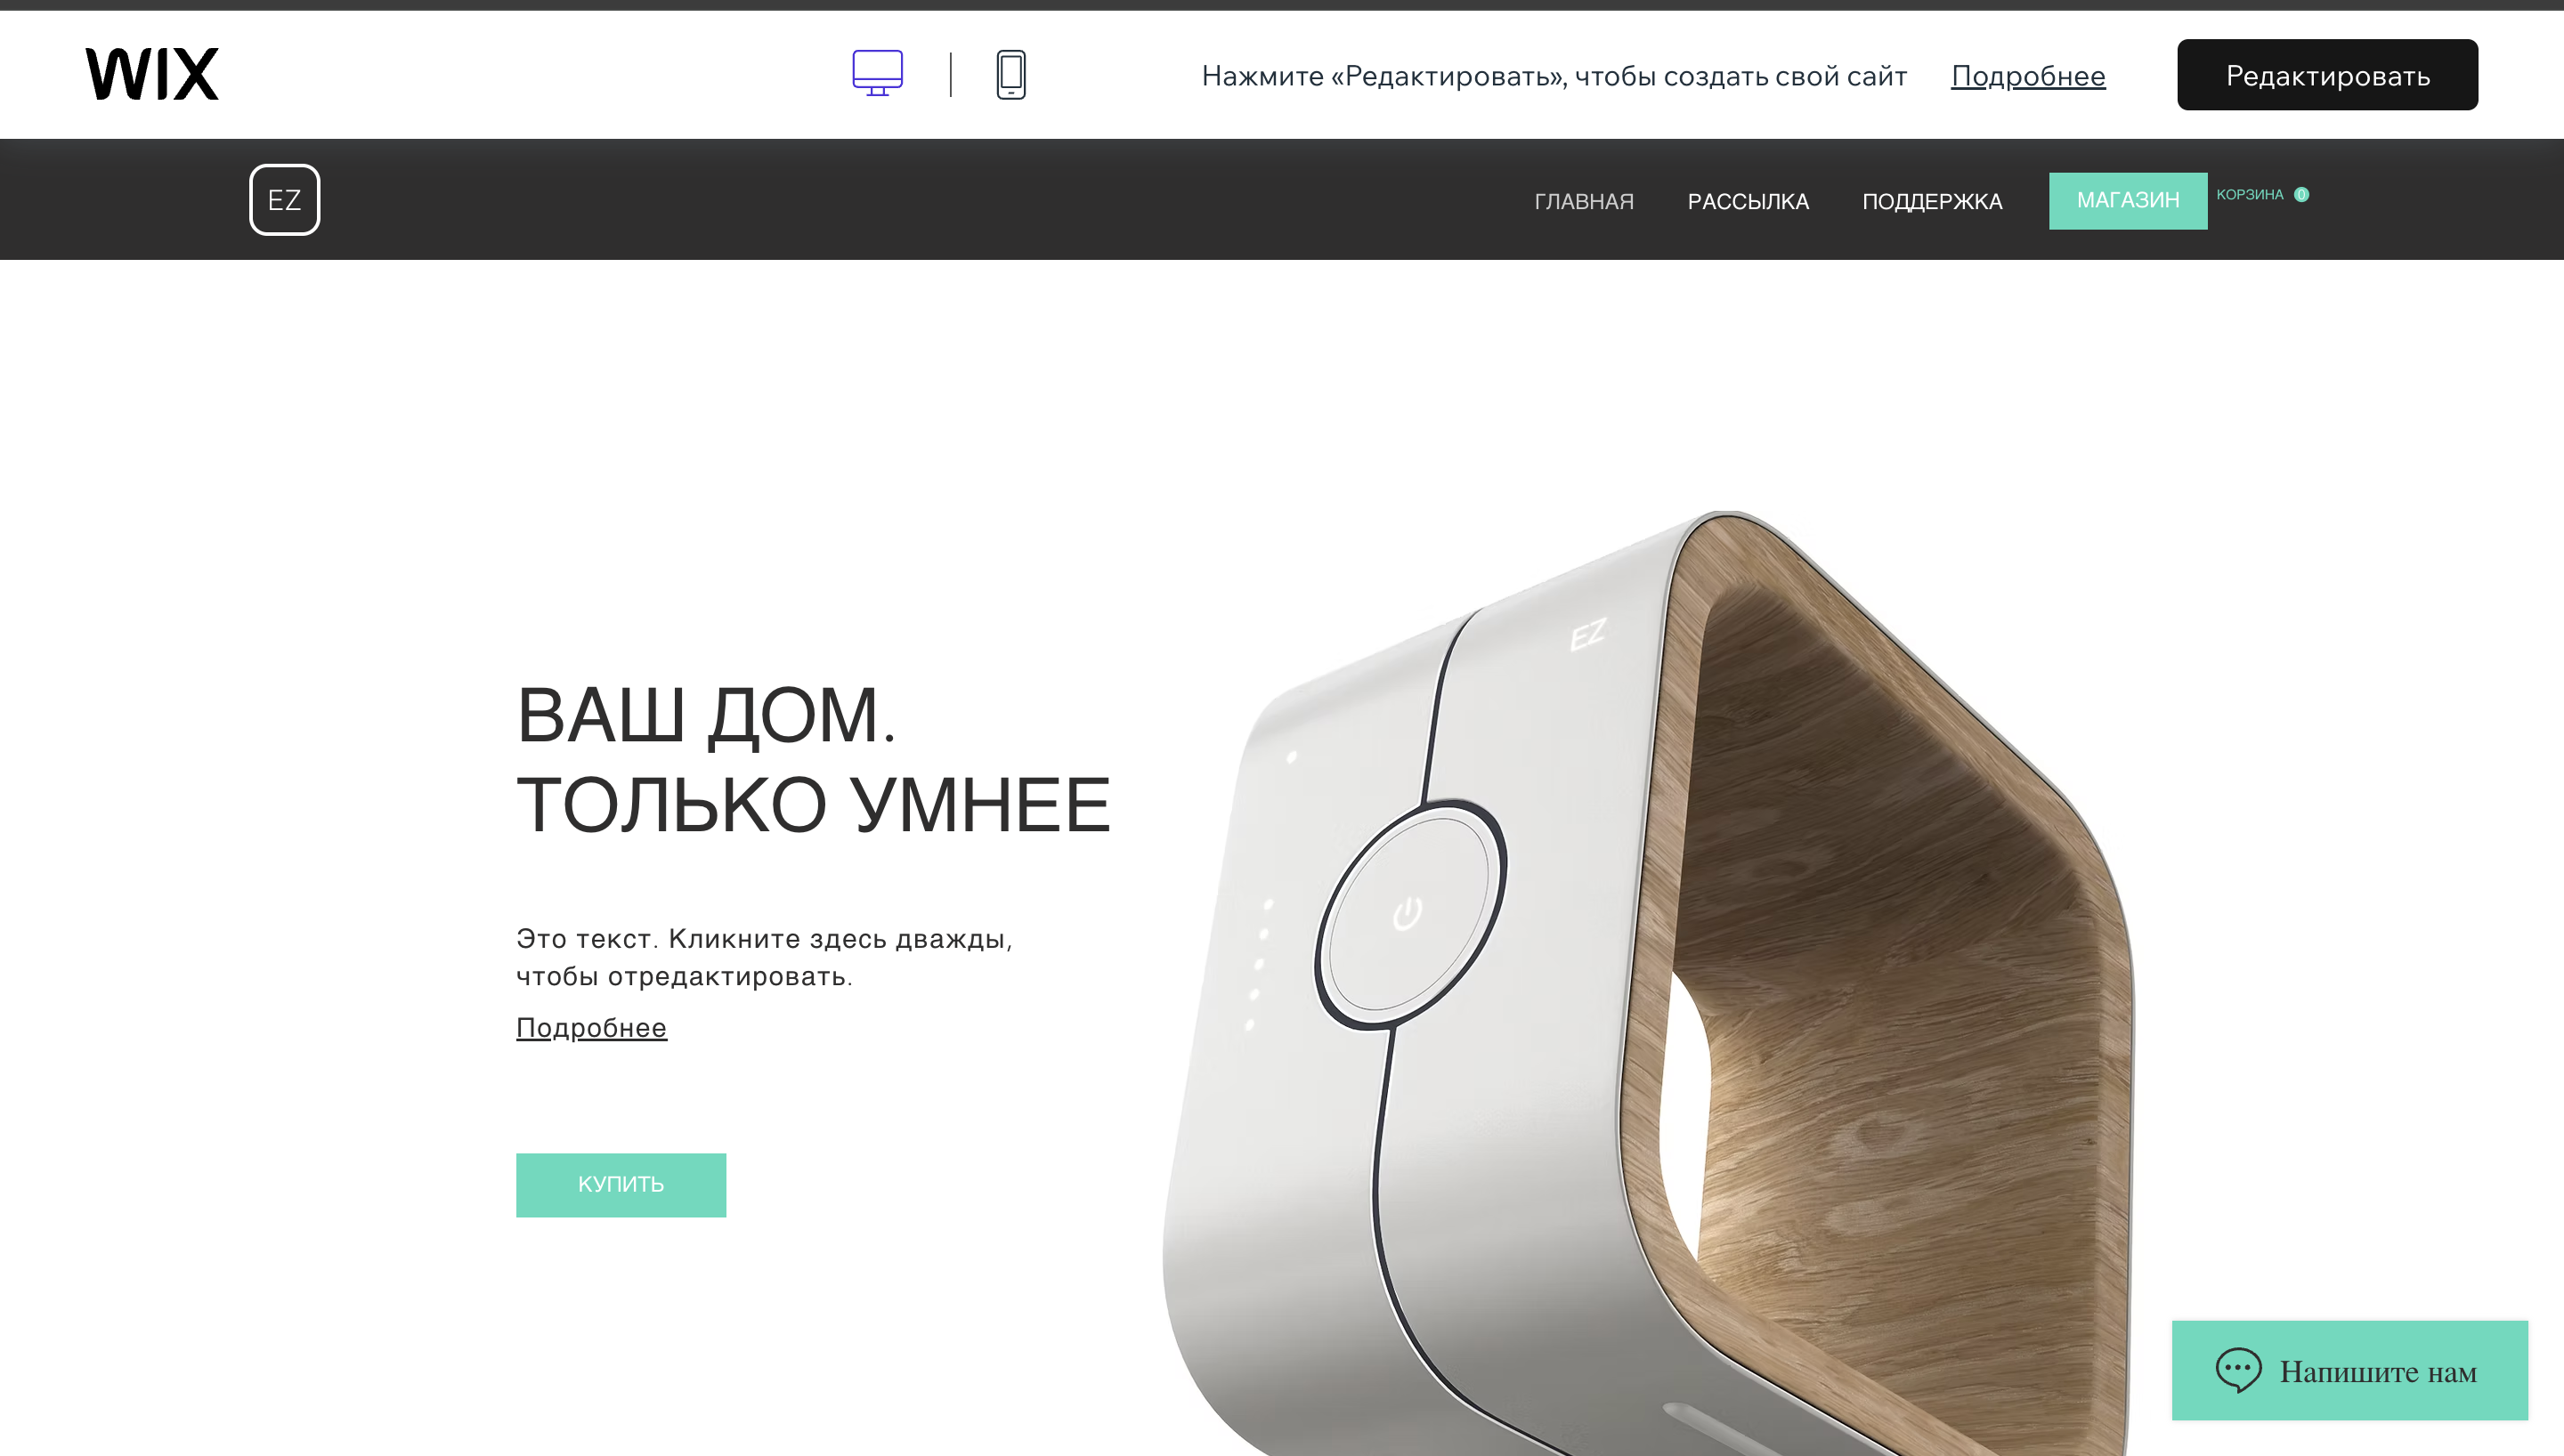 WIX
Нажмите «Редактировать», чтобы создать свой сайт
Подробнее
Редактировать
EZ
ГЛАВНАЯ
РАССЫЛКА
ПОДДЕРЖКА
МАГАЗИН
КОРЗИНА 0
EZ
ВАШ ДОМ.
ТОЛЬКО УМНЕЕ
Это текст. Кликните здесь дважды,
чтобы отредактировать.
Подробнее
КУПИТЬ
Напишите нам